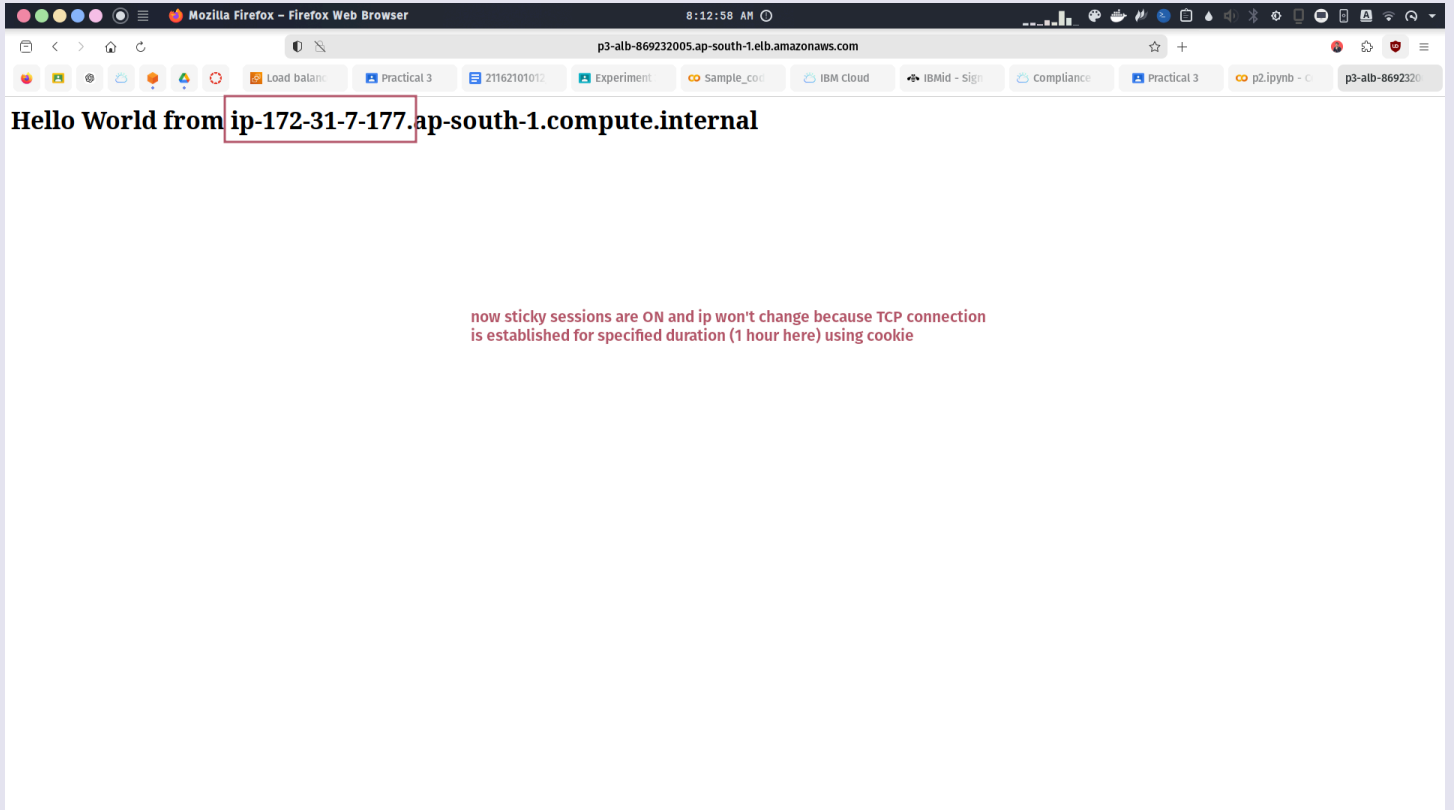 Mozilla Firefox – Firefox Web Browser
8:12:58 AM
p3-alb-869232005.ap-south-1.elb.amazonaws.com
Load balanc
Practical 3
21162101012
Experiment
Sample_cod
IBM Cloud
IBMid - Sign
Compliance
Practical 3
p2.ipynb - C
p3-alb-8692320
Hello World from ip-172-31-7-177.ap-south-1.compute.internal
now sticky sessions are ON and ip won't change because TCP connection
is established for specified duration (1 hour here) using cookie